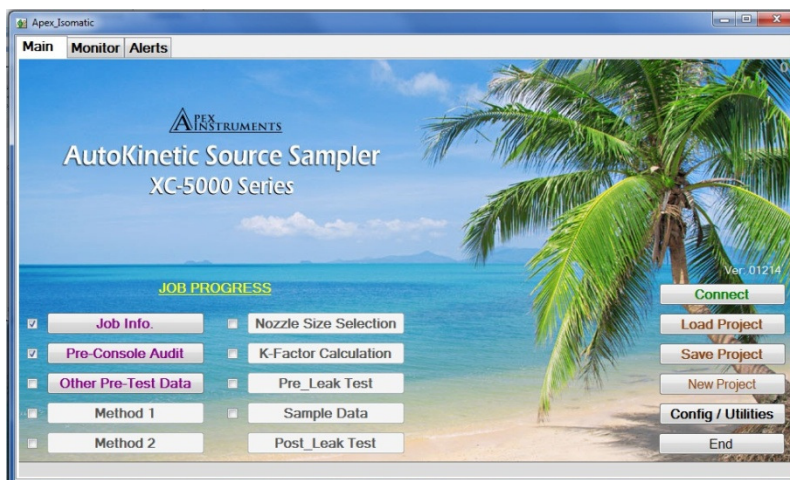 Apex_Isomatic
Main Monitor Alerts
APEX INSTRUMENTS
AutoKinetic Source Sampler
XC-5000 Series
Ver. 01214
JOB PROGRESS
Job Info.
Pre-Console Audit
Other Pre-Test Data
Method 1
Method 2
Nozzle Size Selection
K-Factor Calculation
Pre_Leak Test
Sample Data
Post_Leak Test
Connect
Load Project
Save Project
New Project
Config / Utilities
End